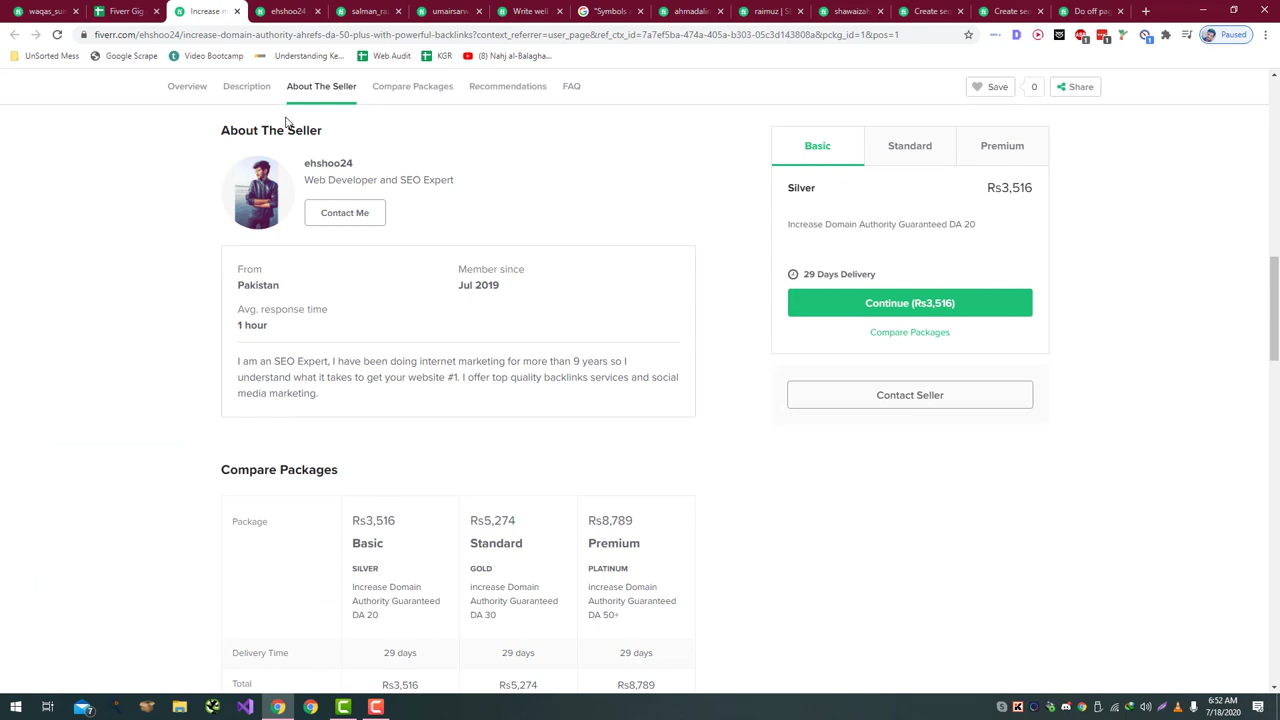 waqas_sun
Fiverr Gig
Increase
ehshoo24
salman_raz
umairsarw
Write well
"Symbols
bhmadidin
raimuz | S
shawaizah
Create seo
Create seo
Do off pag
fiverr.com/ehshoo24/increase-domain-authority-ahrefs-da-50-plus-with-powerful-backlinks?context_referrer=user_page&ref_ctx_id=7a7ef5ba-474a-405a-b303-05c3d143808a&pckg_id=1&pos=1
Paused
UnSorted Mess
Google Scrape
Video Bootcamp
Understanding Ke...
Web Audit
KGR
(8) Nahj al-Balagha...
Overview
Description
About The Seller
Compare Packages
Recommendations
FAQ
Save
0
Share
About The Seller
ehshoo24
Web Developer and SEO Expert
Contact Me
From
Pakistan
Member since
Jul 2019
Avg. response time
1 hour
I am an SEO Expert, I have been doing internet marketing for more than 9 years so I
understand what it takes to get your website #1. I offer top quality backlinks services and social
media marketing.
Basic
Standard
Premium
Silver
Rs3,516
Increase Domain Authority Guaranteed DA 20
29 Days Delivery
Continue (Rs3,516)
Compare Packages
Contact Seller
Compare Packages
Package
Rs3,516
Basic
SILVER
Increase Domain
Authority Guaranteed
DA 20
Rs5,274
Standard
GOLD
increase Domain
Authority Guaranteed
DA 30
Rs8,789
Premium
PLATINUM
increase Domain
Authority Guaranteed
DA 50+
Delivery Time
29 days
29 days
29 days
Total
Rs3,516
Rs5,274
Rs8,789
6:52 AM
7/18/2020